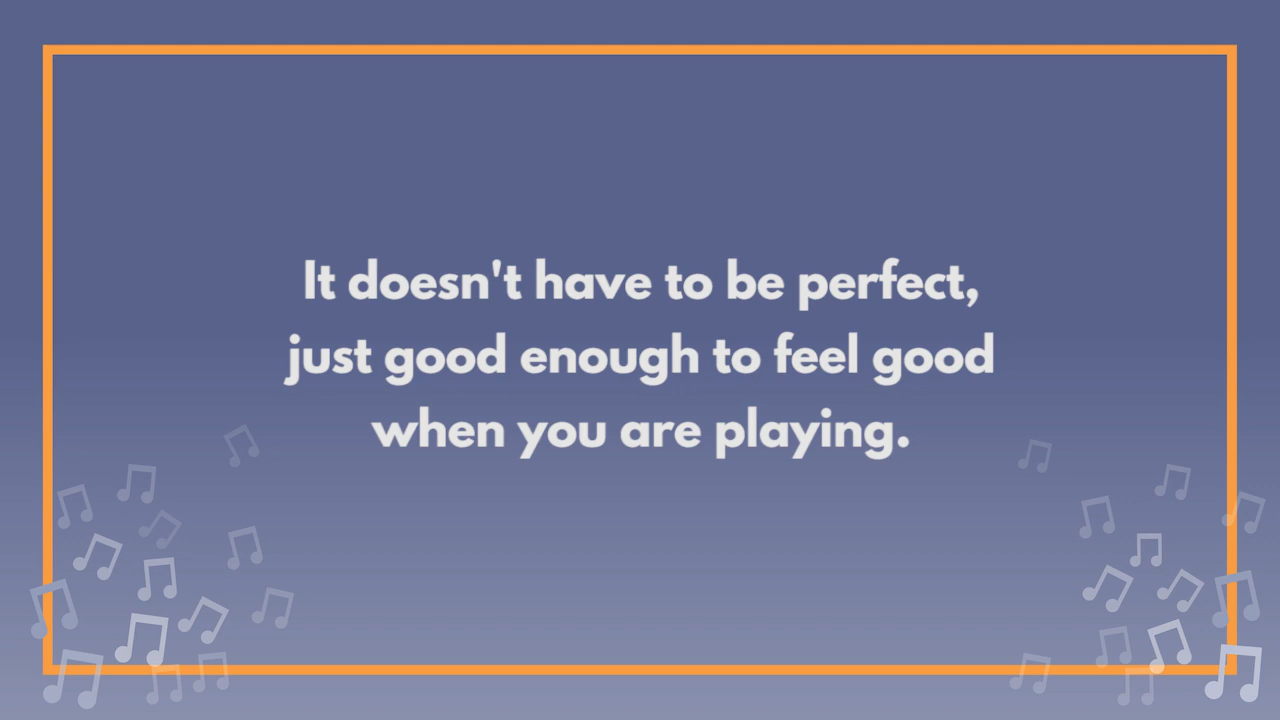 It doesn't have to be perfect,
just good enough to feel good
when you are playing.